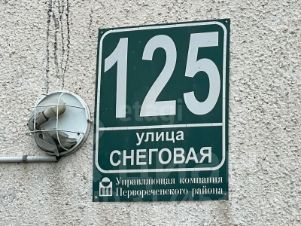 125
улица
СНЕГОВАЯ
Управляющая компания
Первореченского района